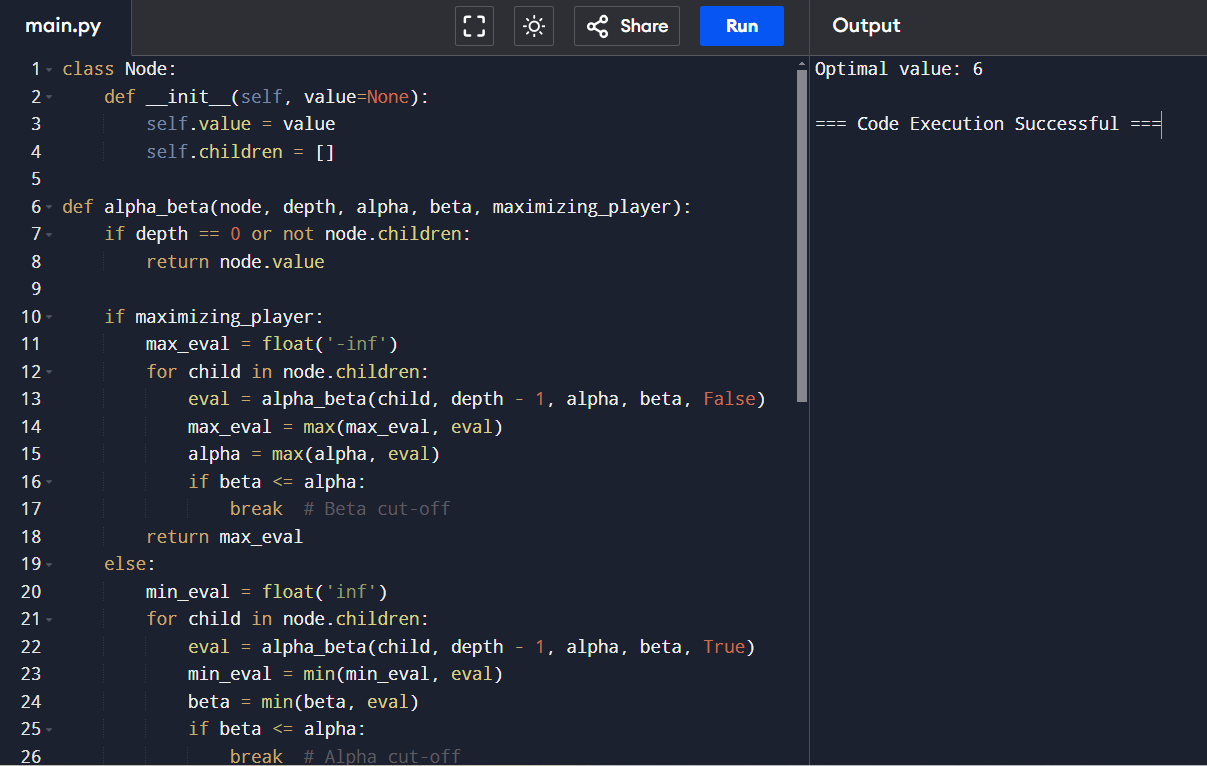 main.py
Share
Run
Output
1 class Node:
2     def __init__(self, value=None):
3         self.value = value
4         self.children = []
5
6 def alpha_beta(node, depth, alpha, beta, maximizing_player):
7     if depth == 0 or not node.children:
8         return node.value
9
10     if maximizing_player:
11         max_eval = float('-inf')
12         for child in node.children:
13             eval = alpha_beta(child, depth - 1, alpha, beta, False)
14             max_eval = max(max_eval, eval)
15             alpha = max(alpha, eval)
16             if beta <= alpha:
17                 break  # Beta cut-off
18         return max_eval
19     else:
20         min_eval = float('inf')
21         for child in node.children:
22             eval = alpha_beta(child, depth - 1, alpha, beta, True)
23             min_eval = min(min_eval, eval)
24             beta = min(beta, eval)
25             if beta <= alpha:
26                 break  # Alpha cut-off
Optimal value: 6
=== Code Execution Successful ===